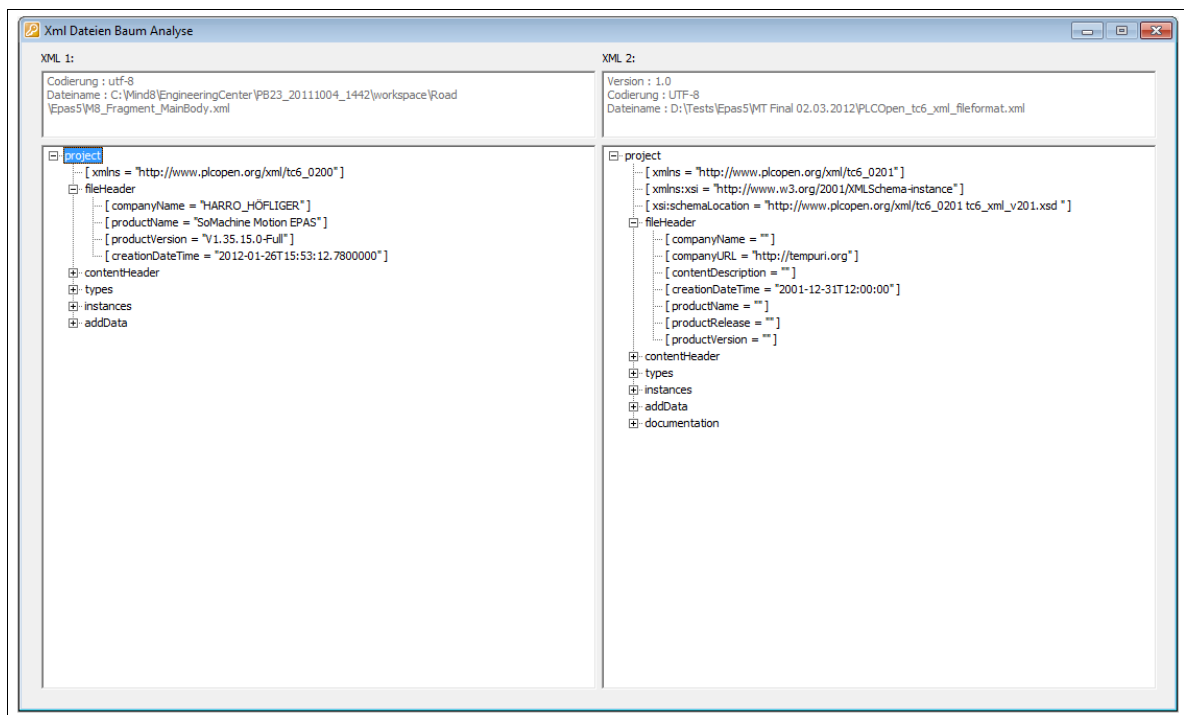 Xml Dateien Baum Analyse
XML 1:
Codierung : utf-8
Dateiname : C:\Mind8\EngineeringCenter\PB23_20111004_1442\workspace\Road
\Epas5\M8_Fragment_MainBody.xml
project
[ xmlns = "http://www.plcopen.org/xml/tc6_0200" ]
fileHeader
[ companyName = "HARRO_HÖFLIGER" ]
[ productName = "SoMachine Motion EPAS" ]
[ productVersion = "V1.35.15.0-Full" ]
[ creationDateTime = "2012-01-26T15:53:12.7800000" ]
contentHeader
types
instances
addData
XML 2:
Version : 1.0
Codierung : UTF-8
Dateiname : D:\Tests\Epas5\MT Final 02.03.2012\PLCOpen_tc6_xml_fileformat.xml
project
[ xmlns = "http://www.plcopen.org/xml/tc6_0201" ]
[ xmlns:xsi = "http://www.w3.org/2001/XMLSchema-instance" ]
[ xsi:schemaLocation = "http://www.plcopen.org/xml/tc6_0201 tc6_xml_v201.xsd " ]
fileHeader
[ companyName = "" ]
[ companyURL = "http://tempuri.org" ]
[ contentDescription = "" ]
[ creationDateTime = "2001-12-31T12:00:00" ]
[ productName = "" ]
[ productRelease = "" ]
[ productVersion = "" ]
contentHeader
types
instances
addData
documentation